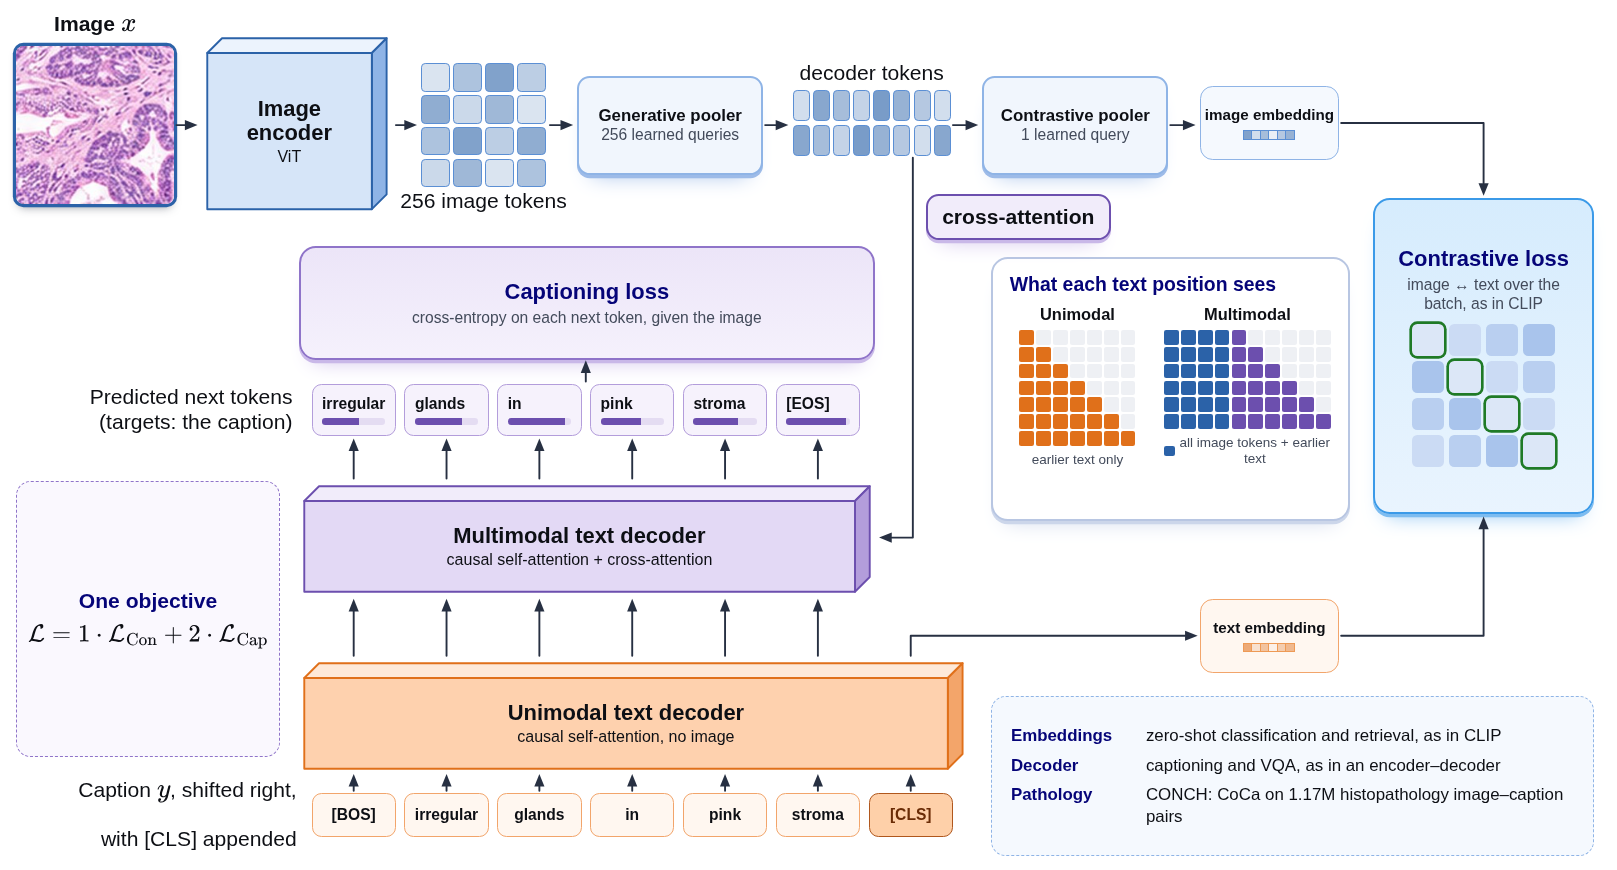 Image x
Image
encoder
ViT
256 image tokens
Generative pooler
256 learned queries
decoder tokens
Contrastive pooler
1 learned query
image embedding
cross-attention
Captioning loss
cross-entropy on each next token, given the image
What each text position sees
Unimodal
Multimodal
earlier text only
all image tokens + earlier
text
Contrastive loss
image ↔ text over the
batch, as in CLIP
Predicted next tokens
(targets: the caption)
irregular
glands
in
pink
stroma
[EOS]
Multimodal text decoder
causal self-attention + cross-attention
One objective
ℒ = 1 · ℒCon + 2 · ℒCap
text embedding
Unimodal text decoder
causal self-attention, no image
Caption y, shifted right,
with [CLS] appended
[BOS]
irregular
glands
in
pink
stroma
[CLS]
Embeddings zero-shot classification and retrieval, as in CLIP
Decoder captioning and VQA, as in an encoder–decoder
Pathology CONCH: CoCa on 1.17M histopathology image–caption
pairs